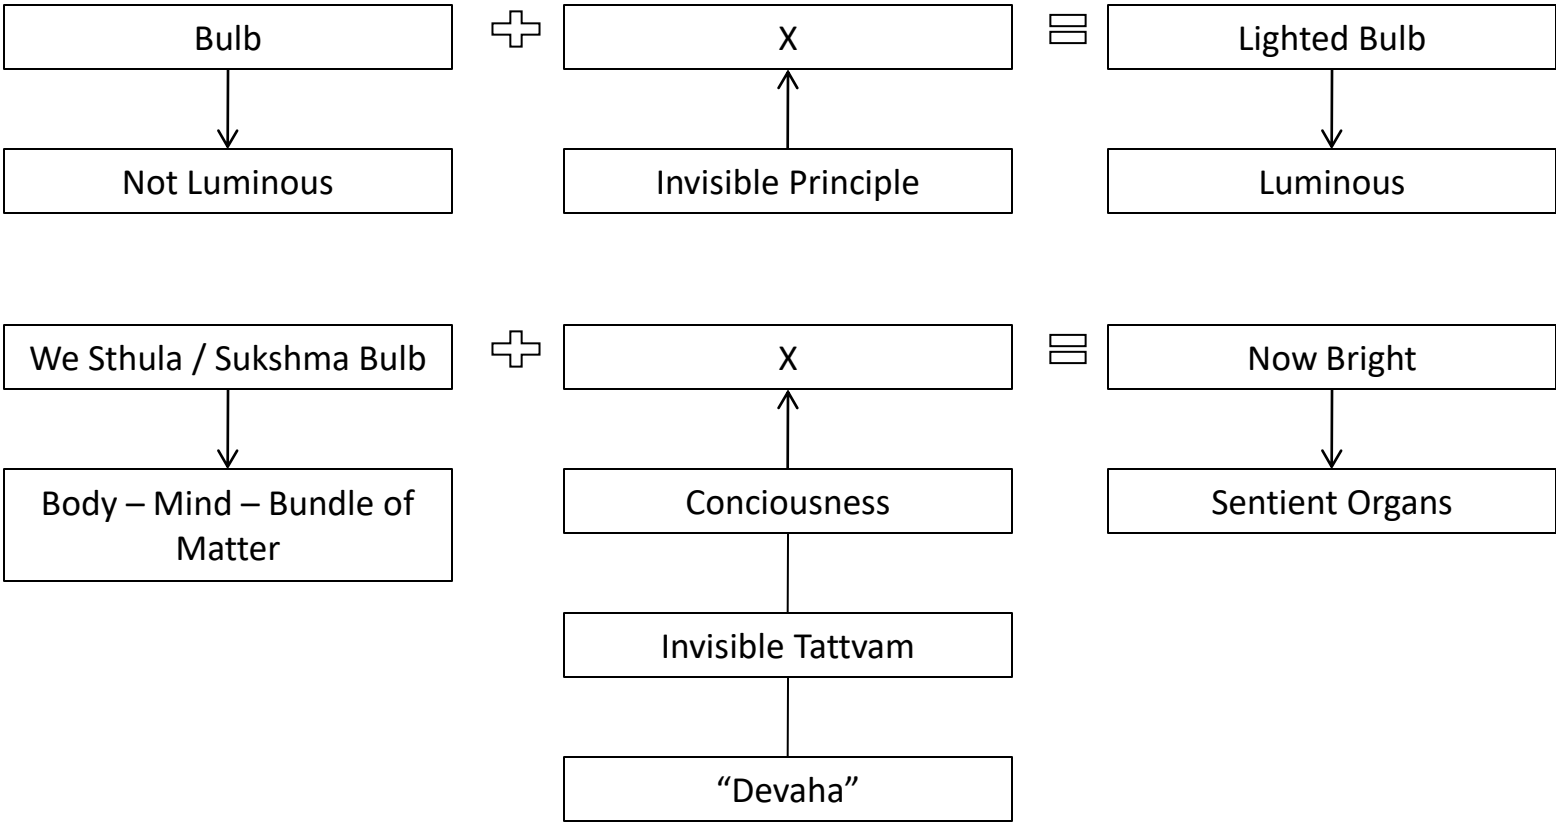 Bulb
X
Lighted Bulb
Not Luminous
Invisible Principle
Luminous
We Sthula / Sukshma Bulb
X
Now Bright
Body – Mind – Bundle of
Matter
Conciousness
Sentient Organs
Invisible Tattvam
“Devaha”